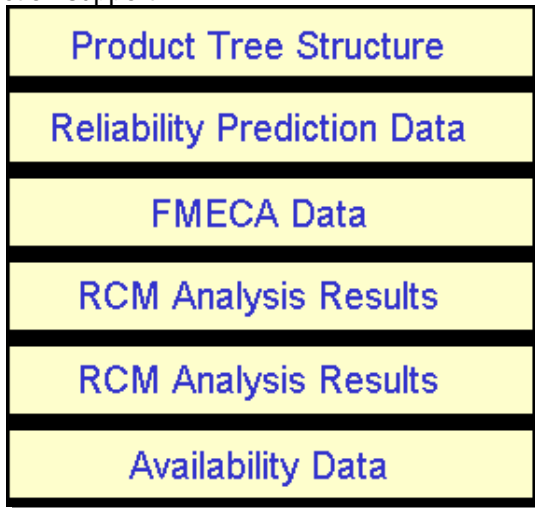 Product Tree Structure
Reliability Prediction Data
FMECA Data
RCM Analysis Results
RCM Analysis Results
Availability Data